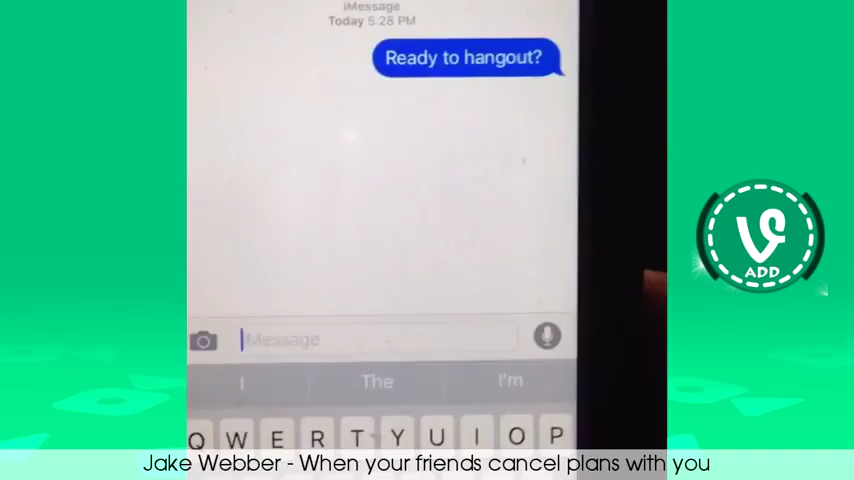 iMessage
Today 5:28 PM
Ready to hangout?
iMessage
I The I'm
Q W E R T Y U I O P
ADD
Jake Webber - When your friends cancel plans with you